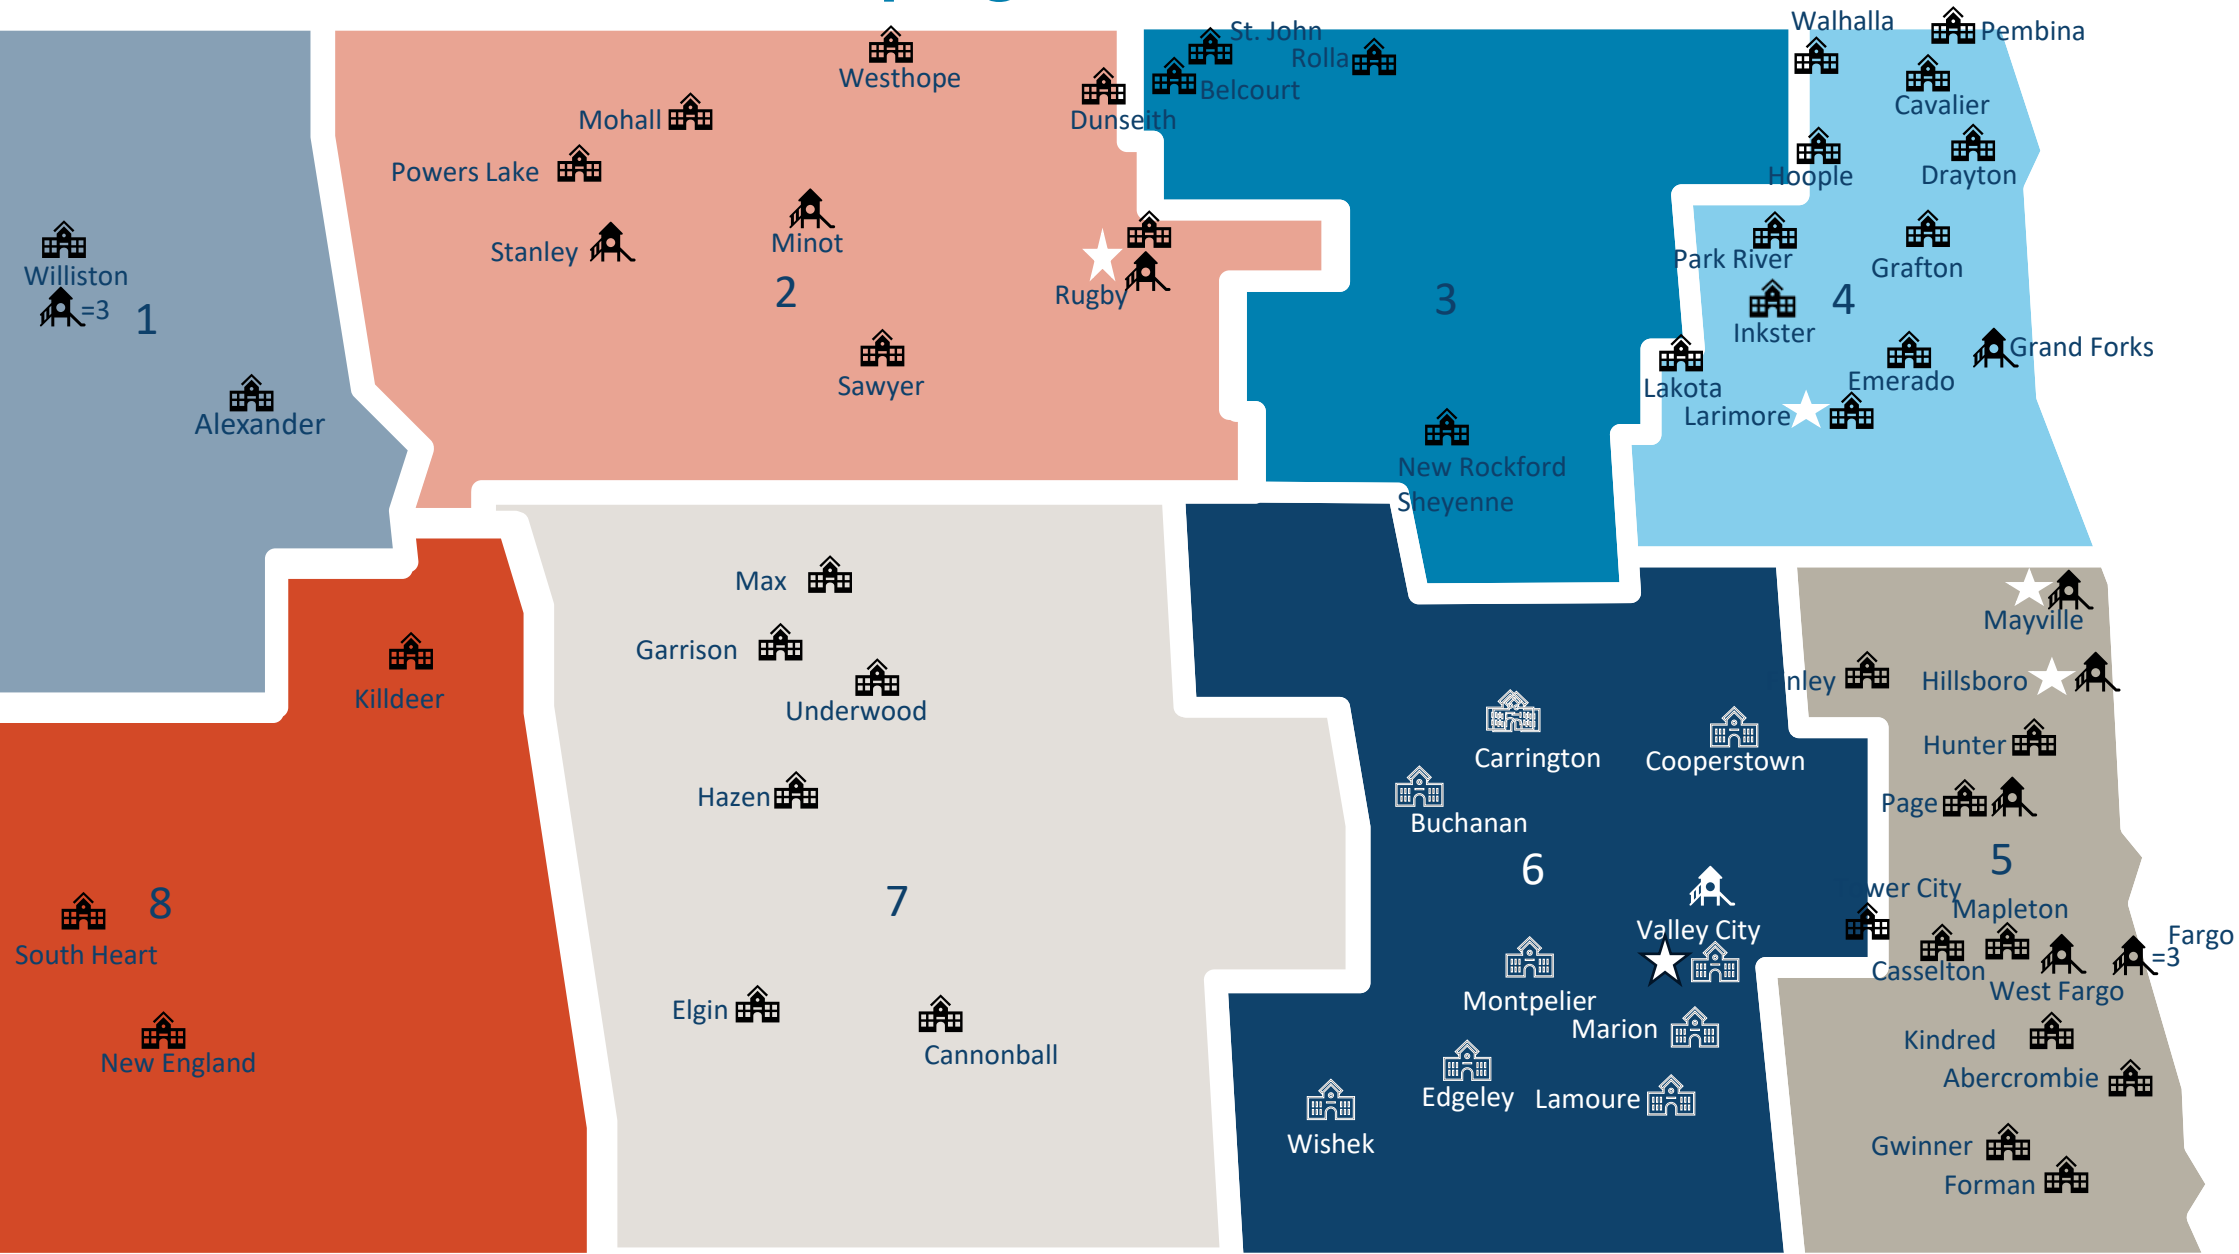 Walhalla
Pembina
St. John
Rolla
Westhope
Belcourt
Cavalier
Mohall
Dunseith
Powers Lake
Hoople
Drayton
Stanley
Minot
Park River
Grafton
Williston
=3
1
2
Rugby
3
4
Inkster
Grand Forks
Sawyer
Lakota
Emerado
Alexander
Larimore
New Rockford
Sheyenne
Max
Mayville
Garrison
Killdeer
Underwood
nley
Hillsboro
Hunter
Carrington
Cooperstown
Hazen
Page
Buchanan
6
5
8
7
wer City
Mapleton
Valley City
Fargo
=3
South Heart
Casselton
West Fargo
Montpelier
Elgin
Marion
Kindred
Cannonball
New England
Abercrombie
Edgeley
Lamoure
Wishek
Gwinner
Forman